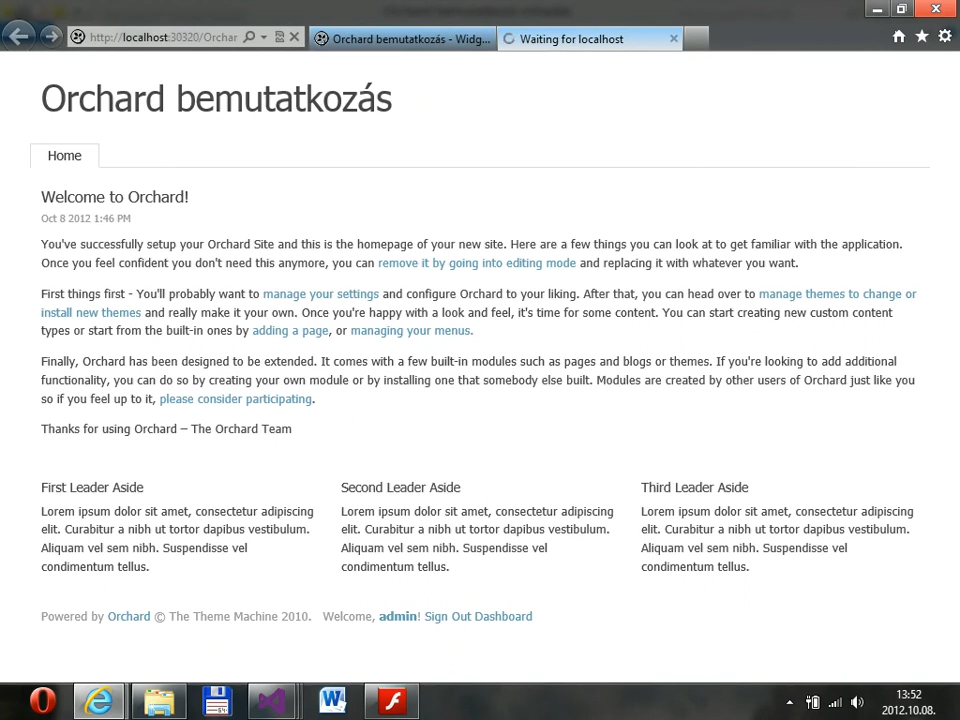 http://localhost:30320/Orchar
Orchard bemutatkozás - Widg...
Waiting for localhost
Orchard bemutatkozás
Home
Welcome to Orchard!
Oct 8 2012 1:46 PM
You've successfully setup your Orchard Site and this is the homepage of your new site. Here are a few things you can look at to get familiar with the application.
Once you feel confident you don't need this anymore, you can remove it by going into editing mode and replacing it with whatever you want.
First things first - You'll probably want to manage your settings and configure Orchard to your liking. After that, you can head over to manage themes to change or
install new themes and really make it your own. Once you're happy with a look and feel, it's time for some content. You can start creating new custom content
types or start from the built-in ones by adding a page, or managing your menus.
Finally, Orchard has been designed to be extended. It comes with a few built-in modules such as pages and blogs or themes. If you're looking to add additional
functionality, you can do so by creating your own module or by installing one that somebody else built. Modules are created by other users of Orchard just like you
so if you feel up to it, please consider participating.
Thanks for using Orchard – The Orchard Team
First Leader Aside
Lorem ipsum dolor sit amet, consectetur adipiscing
elit. Curabitur a nibh ut tortor dapibus vestibulum.
Aliquam vel sem nibh. Suspendisse vel
condimentum tellus.
Second Leader Aside
Lorem ipsum dolor sit amet, consectetur adipiscing
elit. Curabitur a nibh ut tortor dapibus vestibulum.
Aliquam vel sem nibh. Suspendisse vel
condimentum tellus.
Third Leader Aside
Lorem ipsum dolor sit amet, consectetur adipiscing
elit. Curabitur a nibh ut tortor dapibus vestibulum.
Aliquam vel sem nibh. Suspendisse vel
condimentum tellus.
Powered by Orchard © The Theme Machine 2010. Welcome, admin! Sign Out Dashboard
13:52
2012.10.08.